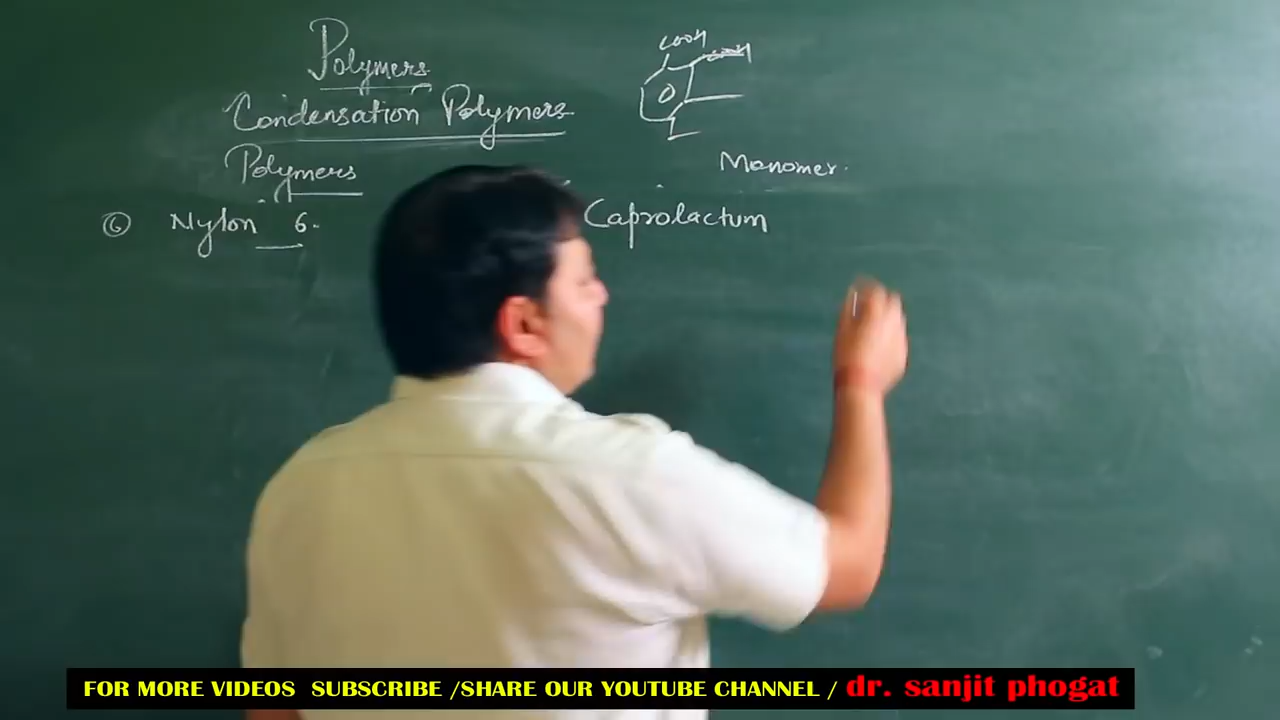 Polymers
Condensation Polymers
Polymers
Monomer.
6 Nylon 6.
Caprolactum
COOH
COOH
FOR MORE VIDEOS SUBSCRIBE /SHARE OUR YOUTUBE CHANNEL / dr. sanjit phogat